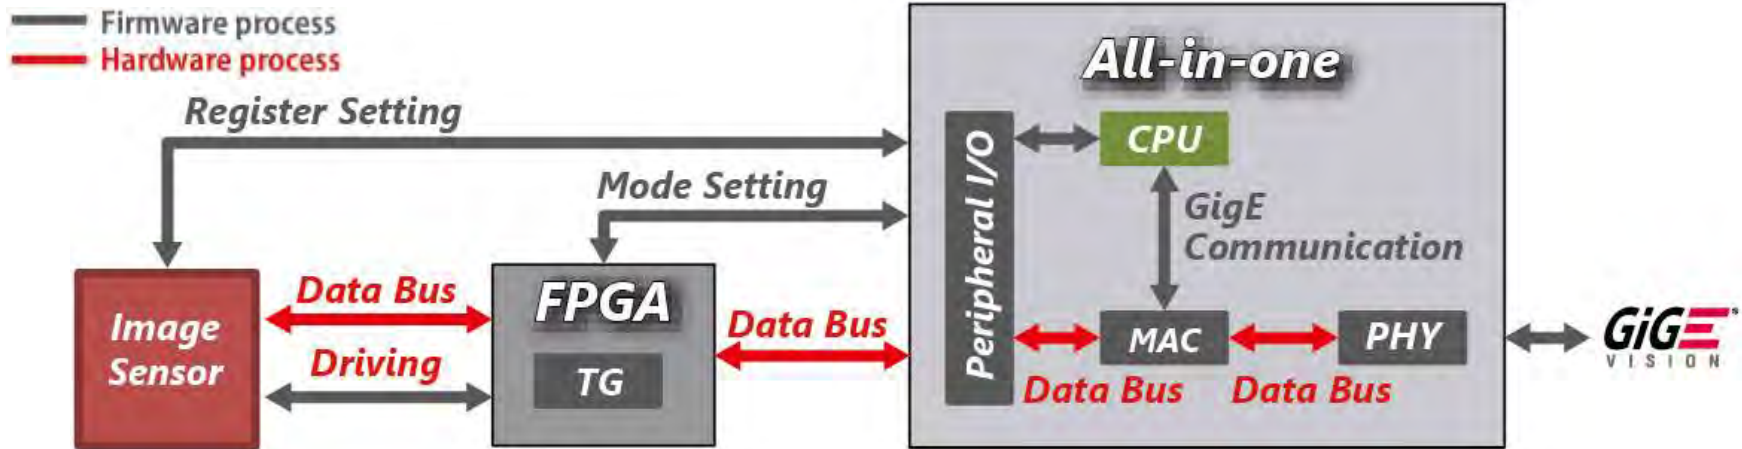 Firmware process
Hardware process
All-in-one
Register Setting
CPU
Mode Setting
Peripheral I/O
GigE
Communication
Data Bus
FPGA
Image
Sensor
Data Bus
MAC
PHY
GiGE
VISION
Driving
TG
Data Bus
Data Bus